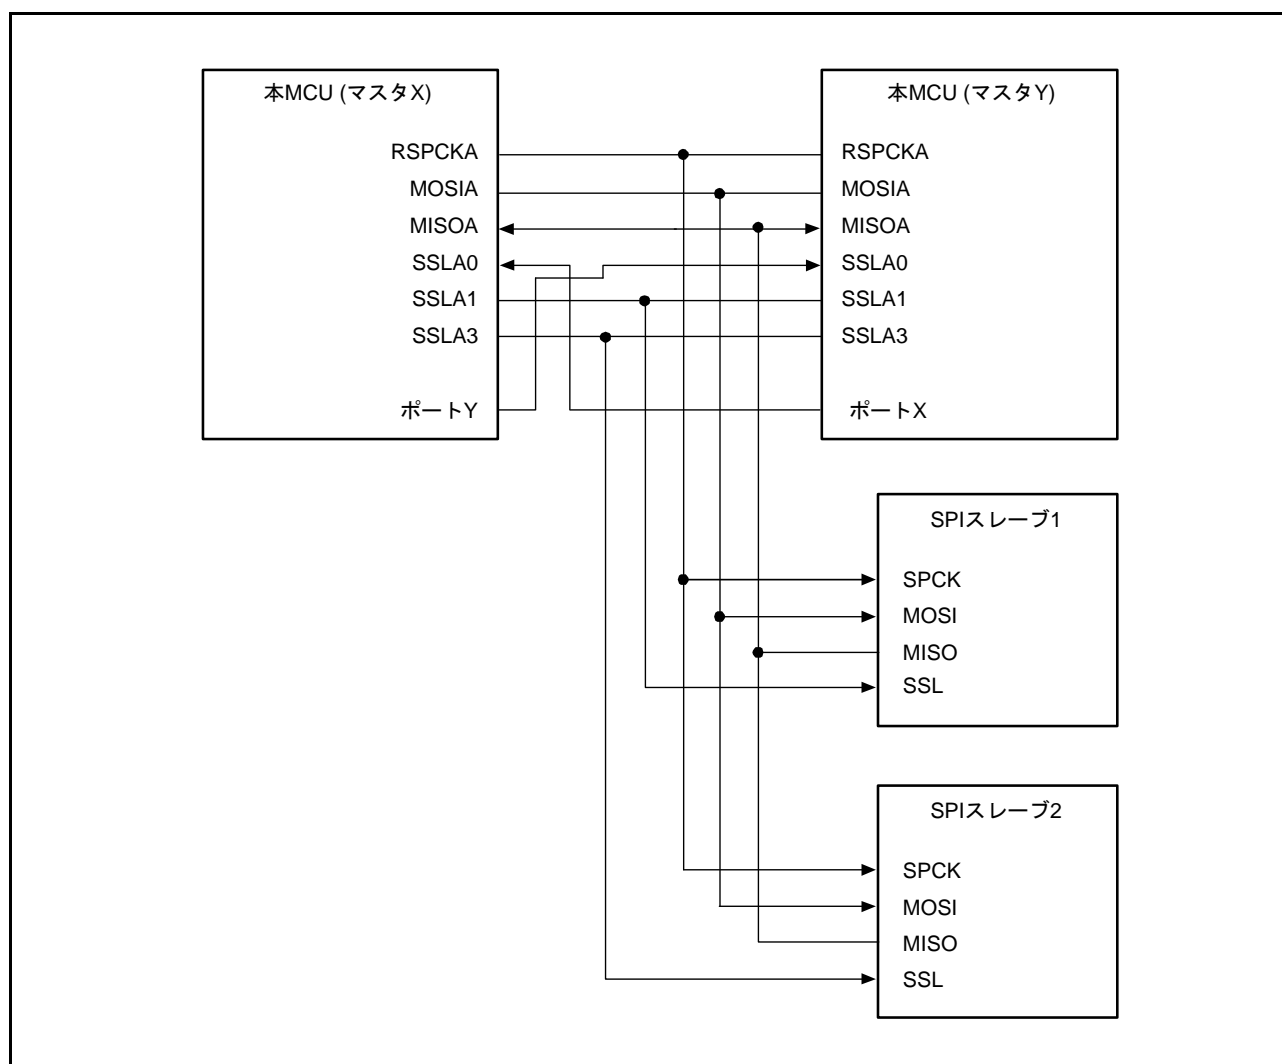 本MCU (マスタX)
RSPCKA
MOSIA
MISOA
SSLA0
SSLA1
SSLA3
ポートY
本MCU (マスタY)
RSPCKA
MOSIA
MISOA
SSLA0
SSLA1
SSLA3
ポートX
SPIスレーブ1
SPCK
MOSI
MISO
SSL
SPIスレーブ2
SPCK
MOSI
MISO
SSL